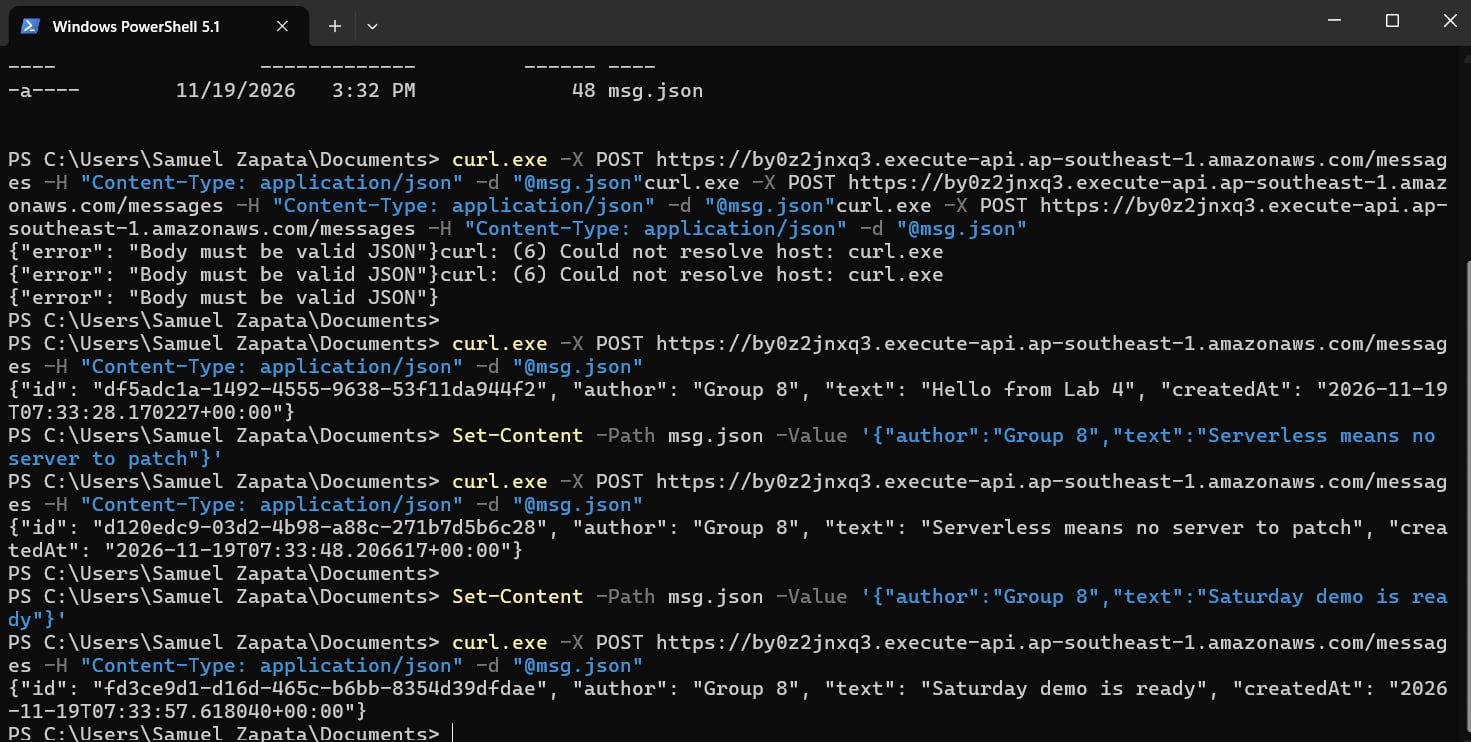 Windows PowerShell 5.1
---- ------------- ------ ----
-a---- 11/19/2026 3:32 PM 48 msg.json
PS C:\Users\Samuel Zapata\Documents> curl.exe -X POST https://by0z2jnxq3.execute-api.ap-southeast-1.amazonaws.com/messag
es -H "Content-Type: application/json" -d "@msg.json"curl.exe -X POST https://by0z2jnxq3.execute-api.ap-southeast-1.amaz
onaws.com/messages -H "Content-Type: application/json" -d "@msg.json"curl.exe -X POST https://by0z2jnxq3.execute-api.ap-
southeast-1.amazonaws.com/messages -H "Content-Type: application/json" -d "@msg.json"
{"error": "Body must be valid JSON"}curl: (6) Could not resolve host: curl.exe
{"error": "Body must be valid JSON"}curl: (6) Could not resolve host: curl.exe
{"error": "Body must be valid JSON"}
PS C:\Users\Samuel Zapata\Documents>
PS C:\Users\Samuel Zapata\Documents> curl.exe -X POST https://by0z2jnxq3.execute-api.ap-southeast-1.amazonaws.com/messag
es -H "Content-Type: application/json" -d "@msg.json"
{"id": "df5adc1a-1492-4555-9638-53f11da944f2", "author": "Group 8", "text": "Hello from Lab 4", "createdAt": "2026-11-19
T07:33:28.170227+00:00"}
PS C:\Users\Samuel Zapata\Documents> Set-Content -Path msg.json -Value '{"author":"Group 8","text":"Serverless means no
server to patch"}'
PS C:\Users\Samuel Zapata\Documents> curl.exe -X POST https://by0z2jnxq3.execute-api.ap-southeast-1.amazonaws.com/messag
es -H "Content-Type: application/json" -d "@msg.json"
{"id": "d120edc9-03d2-4b98-a88c-271b7d5b6c28", "author": "Group 8", "text": "Serverless means no server to patch", "crea
tedAt": "2026-11-19T07:33:48.206617+00:00"}
PS C:\Users\Samuel Zapata\Documents>
PS C:\Users\Samuel Zapata\Documents> Set-Content -Path msg.json -Value '{"author":"Group 8","text":"Saturday demo is rea
dy"}'
PS C:\Users\Samuel Zapata\Documents> curl.exe -X POST https://by0z2jnxq3.execute-api.ap-southeast-1.amazonaws.com/messag
es -H "Content-Type: application/json" -d "@msg.json"
{"id": "fd3ce9d1-d16d-465c-b6bb-8354d39dfdae", "author": "Group 8", "text": "Saturday demo is ready", "createdAt": "2026
-11-19T07:33:57.618040+00:00"}
PS C:\Users\Samuel Zapata\Documents>